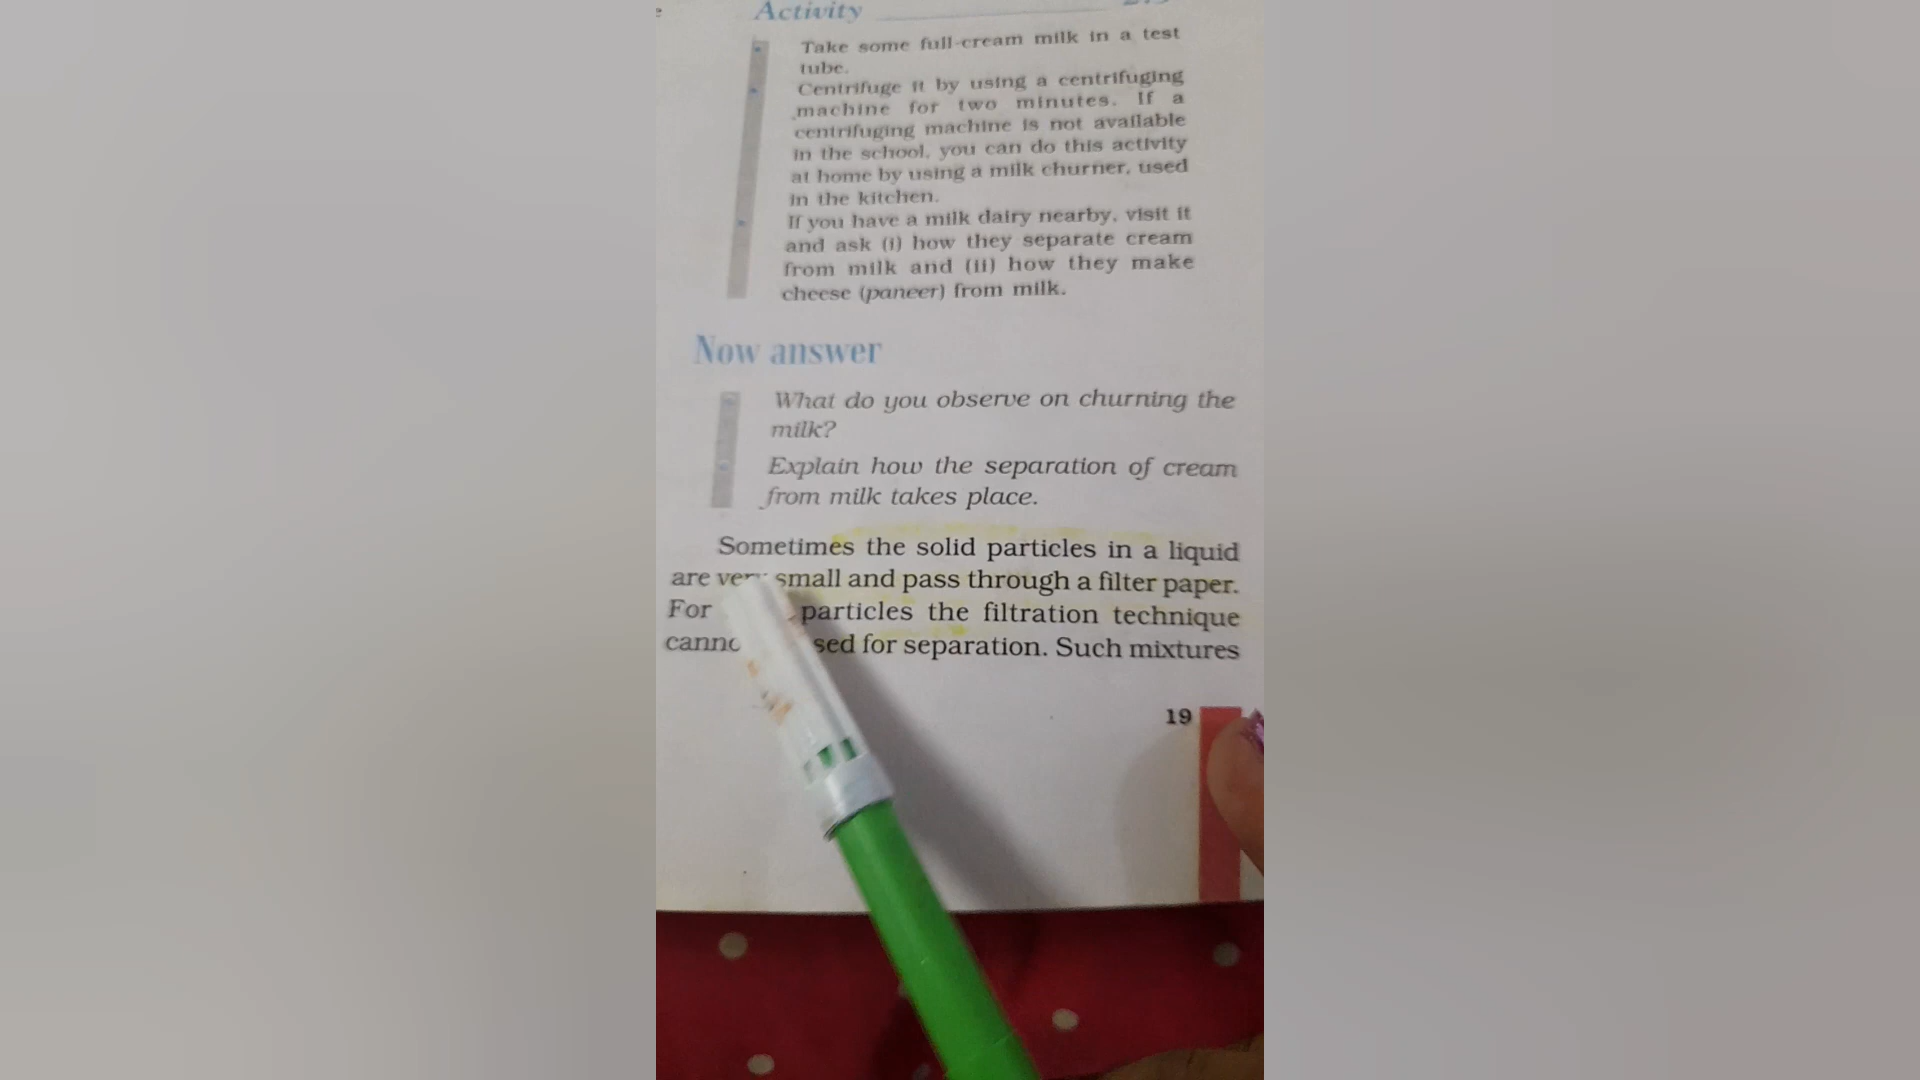 Activity
Take some full-cream milk in a test
tube.
Centrifuge it by using a centrifuging
machine for two minutes. If a
centrifuging machine is not available
in the school, you can do this activity
at home by using a milk churner, used
in the kitchen.
If you have a milk dairy nearby, visit it
and ask (i) how they separate cream
from milk and (ii) how they make
cheese (paneer) from milk.
Now answer
What do you observe on churning the
milk?
Explain how the separation of cream
from milk takes place.
Sometimes the solid particles in a liquid
are very small and pass through a filter paper.
For particles the filtration technique
sed for separation. Such mixtures
19